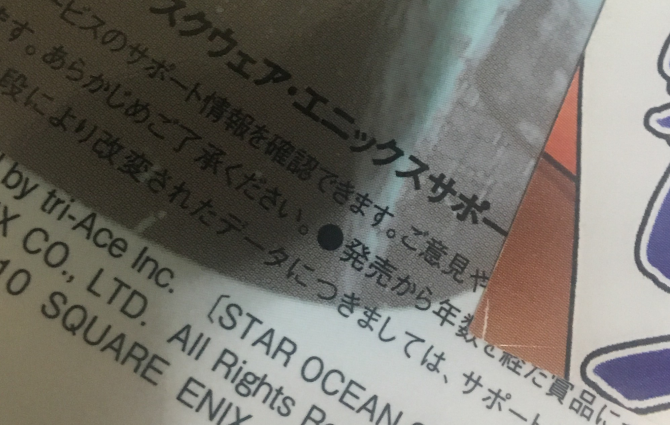 スクウェア・エニックスサポー
ービスのサポート情報を確認できます。ご意見や
ます。あらかじめご了承ください。●発売から年数を経た賞品に
段により改変されたデータにつきましては、サポート
by tri-Ace Inc. [STAR OCEAN
X CO., LTD. All Rights Re
10 SQUARE ENIX